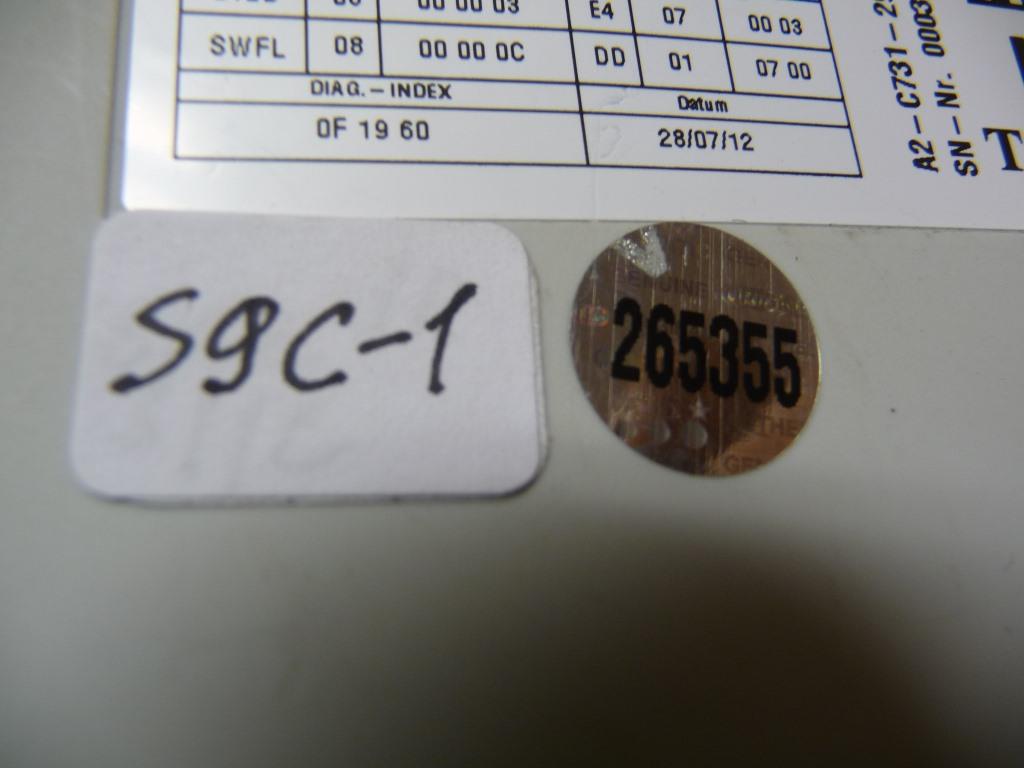 00 00 03 E4 07 00 03
SWFL 08 00 00 0C DD 01 07 00
DIAG.-INDEX Datum
0F 19 60 28/07/12
A2-C731-2
SN-Nr. 0003
T
S9C-1
265355